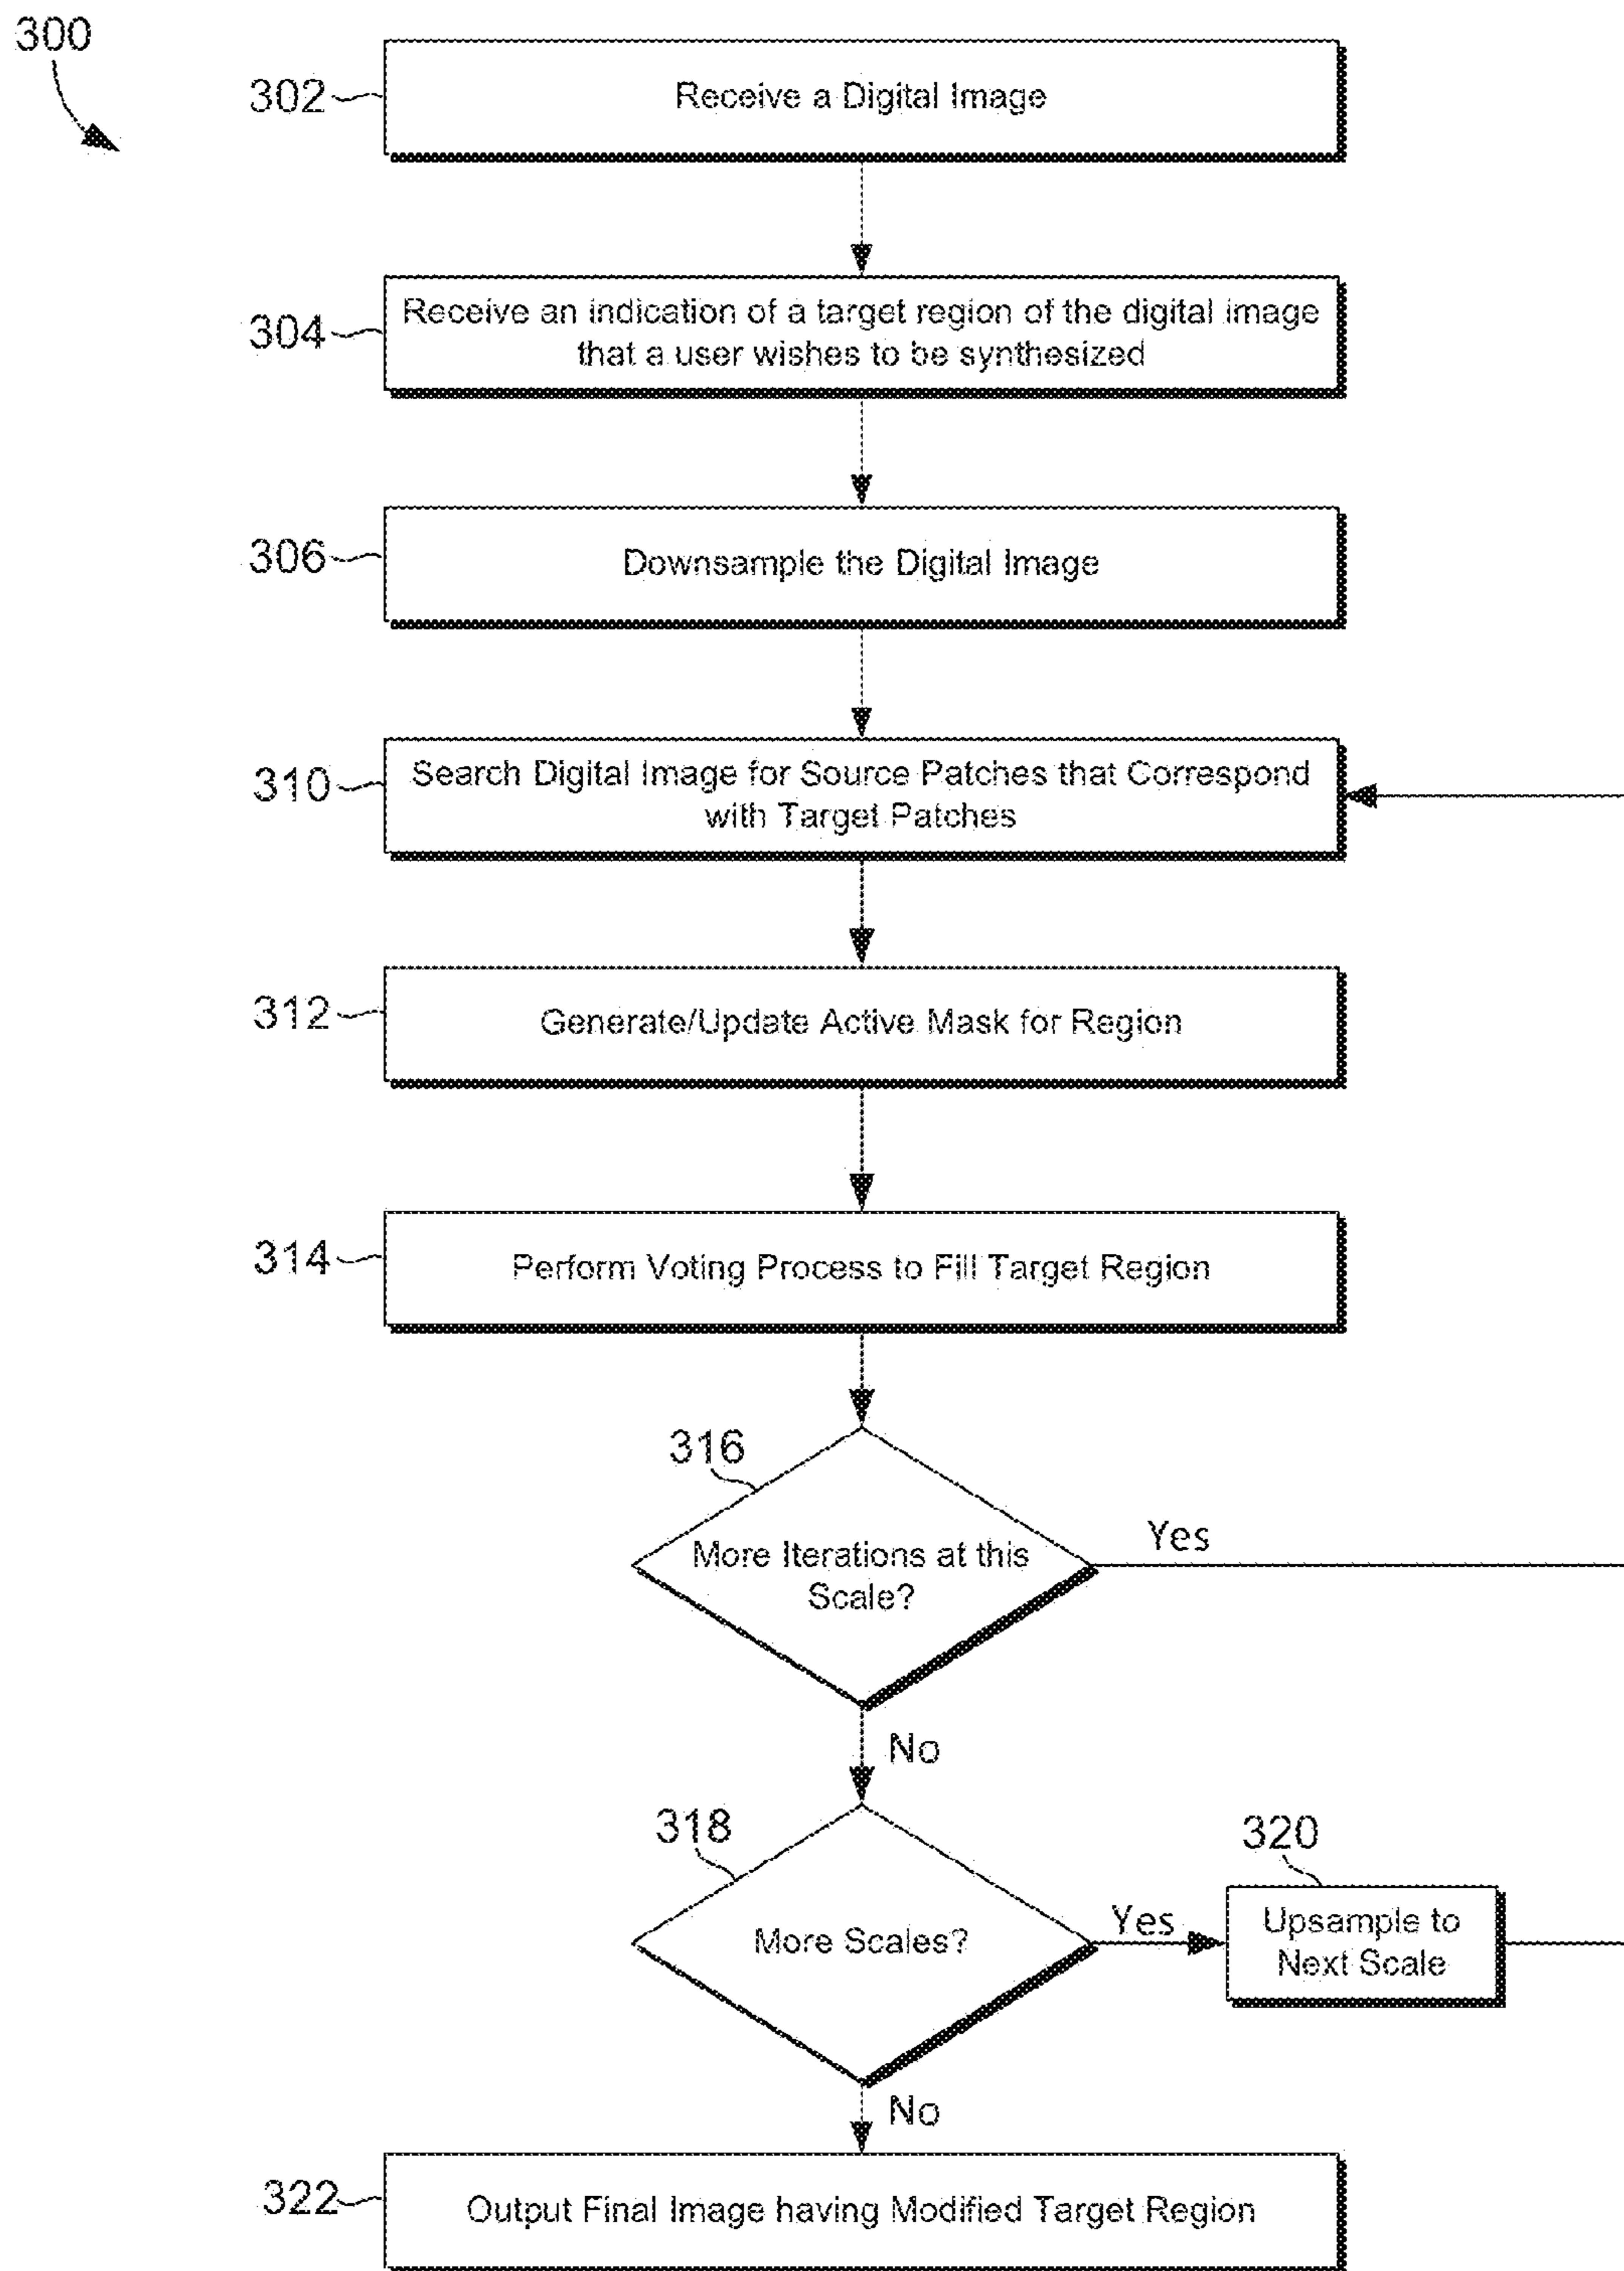 300
302
Receive a Digital Image
304
Receive an indication of a target region of the digital image
that a user wishes to be synthesized
306
Downsample the Digital Image
310
Search Digital Image for Source Patches that Correspond
with Target Patches
312
Generate/Update Active Mask for Region
314
Perform Voting Process to Fill Target Region
316
More Iterations at this
Scale?
Yes
No
318
More Scales?
Yes
320
Upsample to
Next Scale
No
322
Output Final Image having Modified Target Region